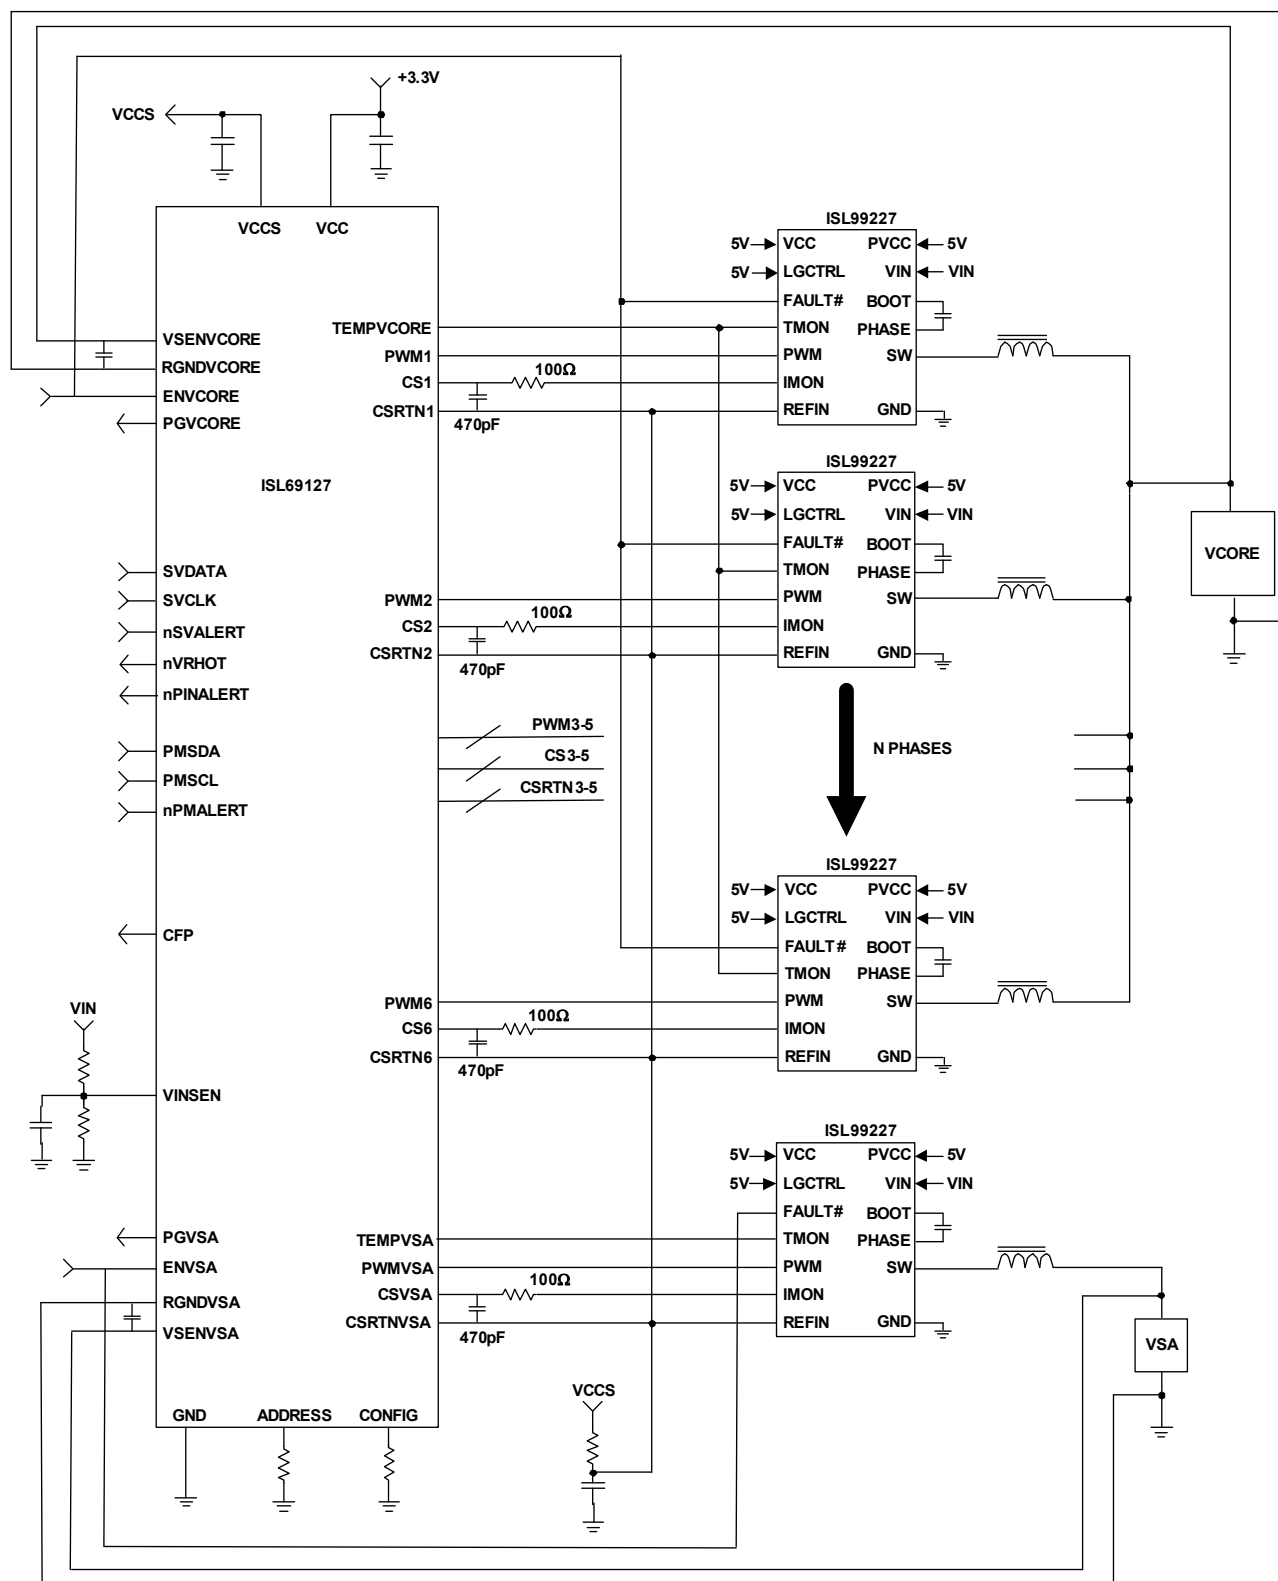 +3.3V
VCCS
VCCS
VCC
VSENVCORE
RGNDVCORE
ENVCORE
PGVCORE
ISL69127
SVDATA
SVCLK
nSVALERT
nVRHOT
nPINALERT
PMSDA
PMSCL
nPMALERT
CFP
VIN
VINSEN
PGVSA
ENVSA
RGNDVSA
VSENVSA
GND
ADDRESS
CONFIG
TEMPVCORE
PWM1
CS1
CSRTN1
100Ω
470pF
PWM2
CS2
CSRTN2
100Ω
470pF
PWM3-5
CS3-5
CSRTN3-5
PWM6
CS6
CSRTN6
100Ω
470pF
TEMPVSA
PWMVSA
CSVSA
CSRTNVSA
100Ω
470pF
VCCS
ISL99227
5V VCC PVCC 5V
5V LGCTRL VIN VIN
FAULT# BOOT
TMON PHASE
PWM SW
IMON
REFIN GND
ISL99227
5V VCC PVCC 5V
5V LGCTRL VIN VIN
FAULT# BOOT
TMON PHASE
PWM SW
IMON
REFIN GND
N PHASES
ISL99227
5V VCC PVCC 5V
5V LGCTRL VIN VIN
FAULT# BOOT
TMON PHASE
PWM SW
IMON
REFIN GND
ISL99227
5V VCC PVCC 5V
5V LGCTRL VIN VIN
FAULT# BOOT
TMON PHASE
PWM SW
IMON
REFIN GND
VCORE
VSA